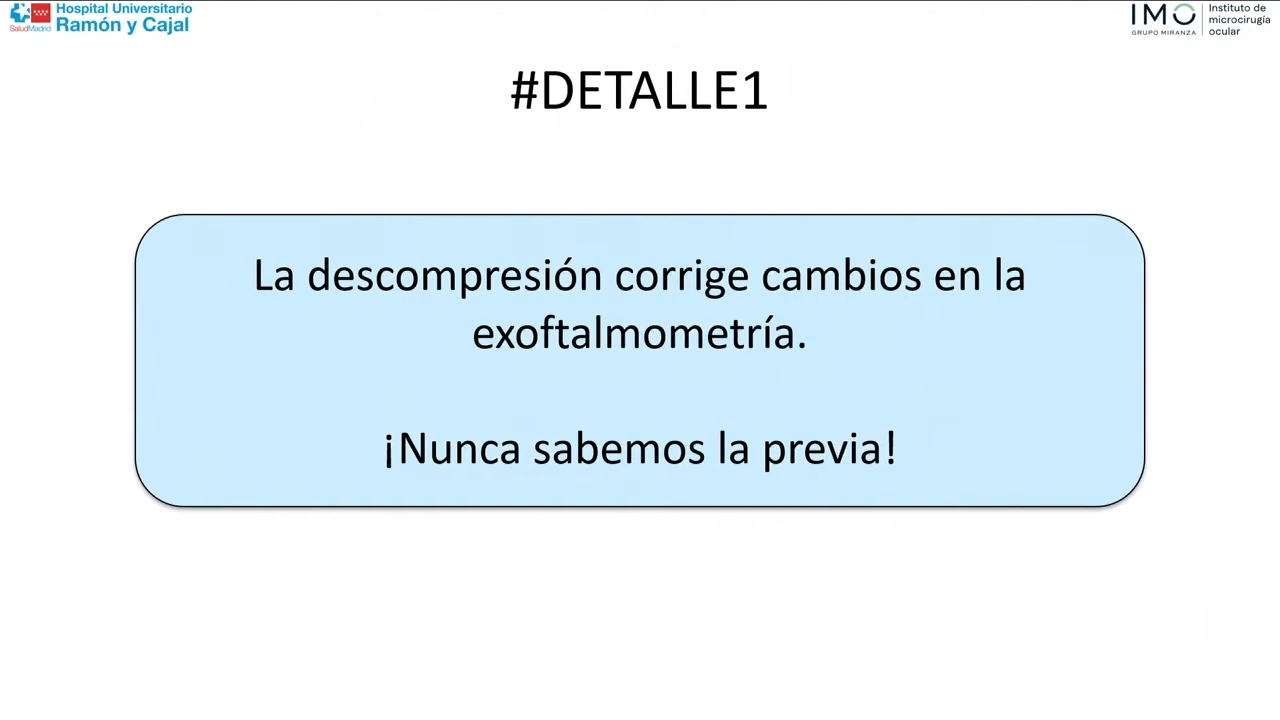 Hospital Universitario
Ramón y Cajal
SaludMadrid
IMO
GRUPO MIRANZA
Instituto de
microcirugía
ocular
#DETALLE1
La descompresión corrige cambios en la
exoftalmometría.
¡Nunca sabemos la previa!